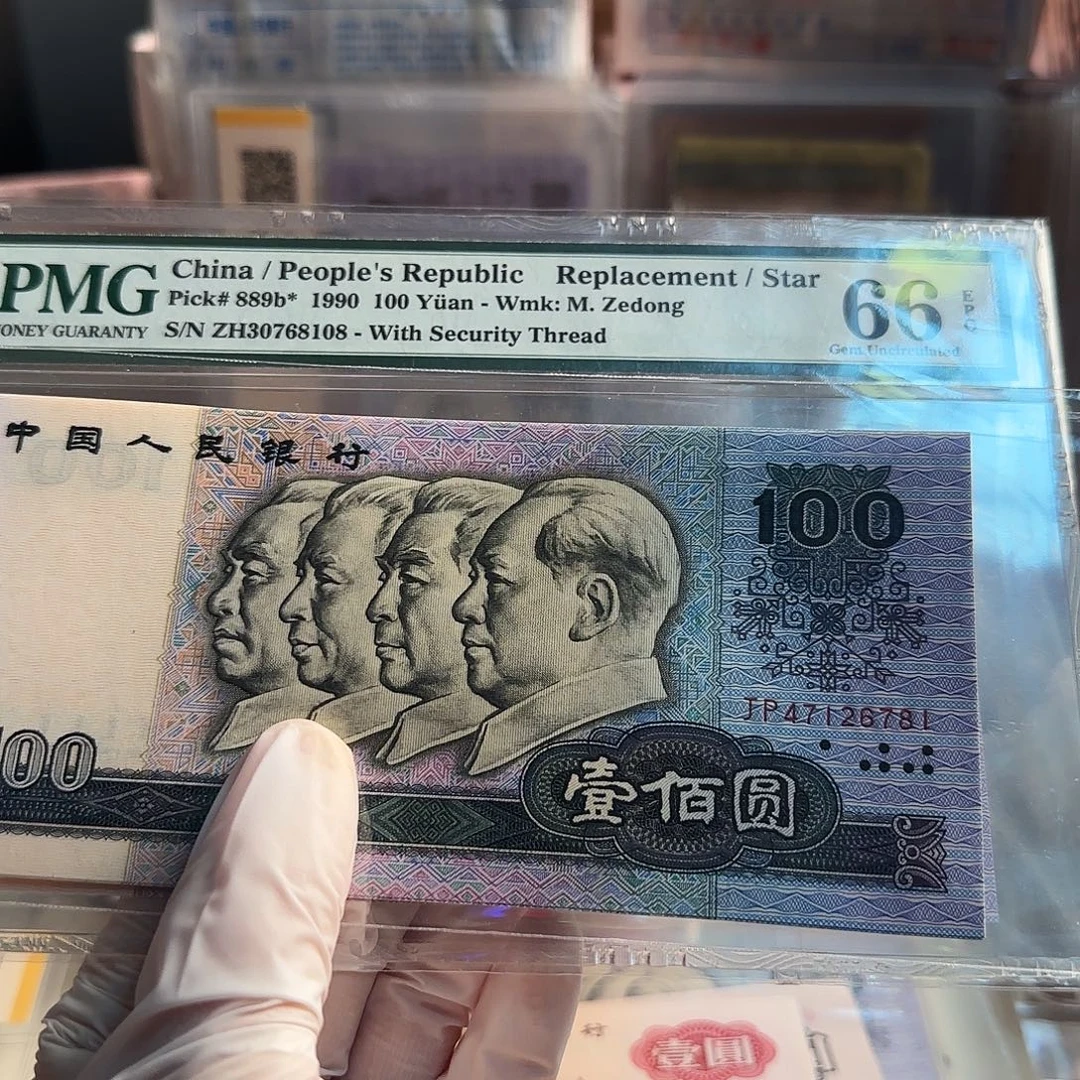 PMG
ONEY GUARANTY
China / People's Republic Replacement / Star
Pick# 889b* 1990 100 Yüan - Wmk: M. Zedong
S/N ZH30768108 - With Security Thread
66 EPQ
Gem Uncirculated
中国人民银行
100
JP47126781
100
壹佰圆
壹圆